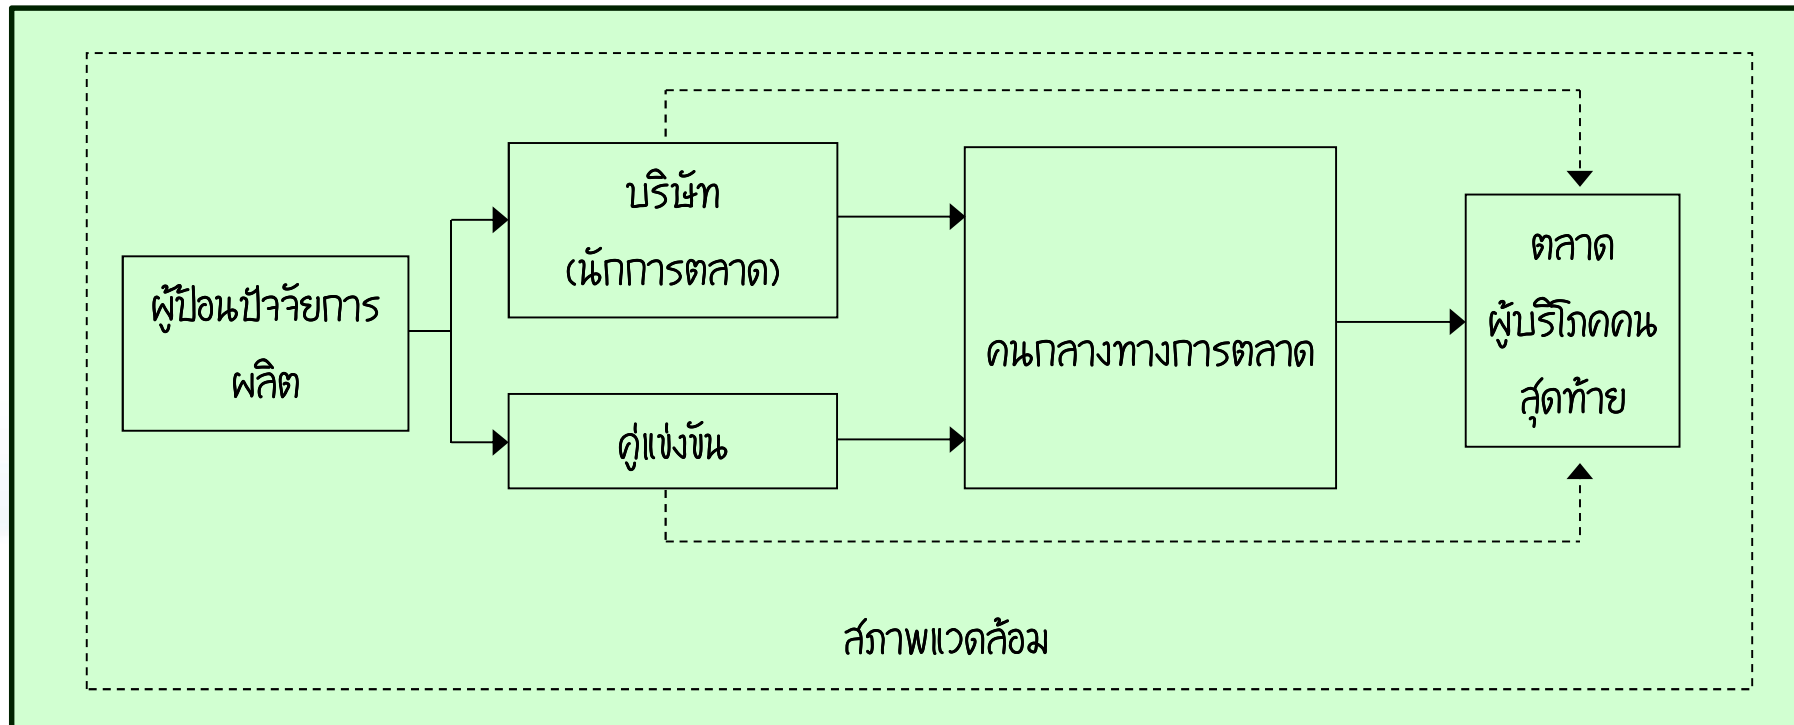 ผู้ป้อนปัจจัยการ
ผลิต
บริษัท
(นักการตลาด)
คู่แข่งขัน
คนกลางทางการตลาด
ตลาด
ผู้บริโภคคน
สุดท้าย
สภาพแวดล้อม